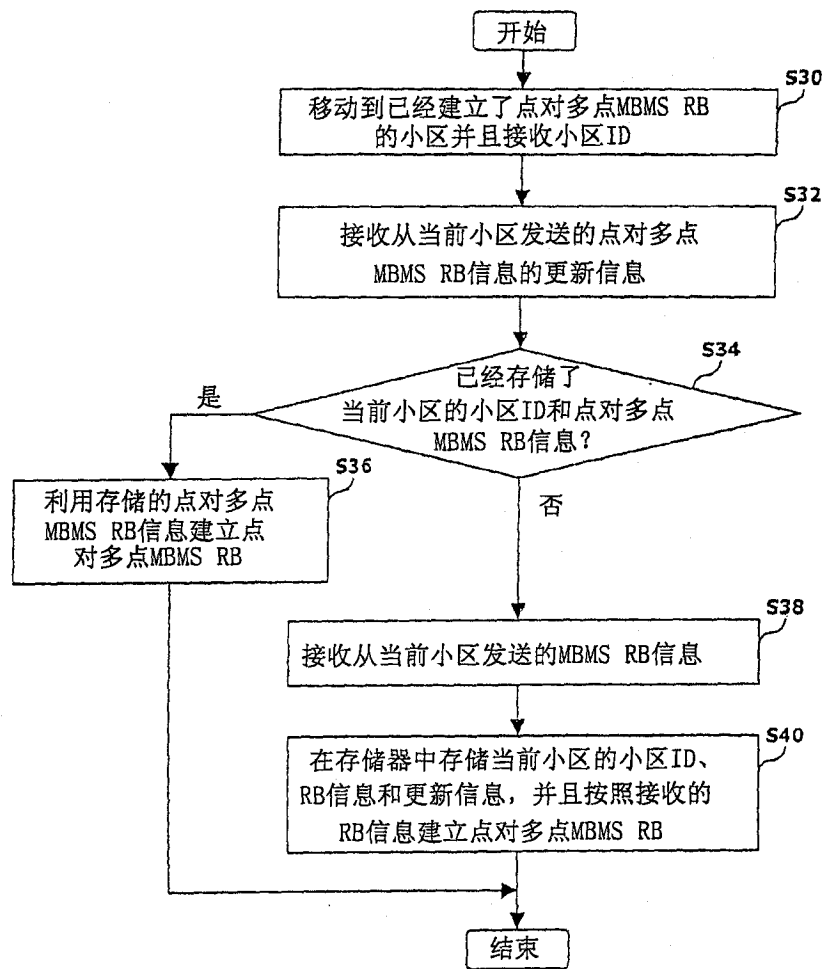 开始
S30
移动到已经建立了点对多点MBMS RB
的小区并且接收小区ID
S32
接收从当前小区发送的点对多点
MBMS RB信息的更新信息
S34
已经存储了
当前小区的小区ID和点对多点
MBMS RB信息?
是
S36
利用存储的点对多点
MBMS RB信息建立点
对多点MBMS RB
否
S38
接收从当前小区发送的MBMS RB信息
S40
在存储器中存储当前小区的小区ID、
RB信息和更新信息，并且按照接收的
RB信息建立点对多点MBMS RB
结束